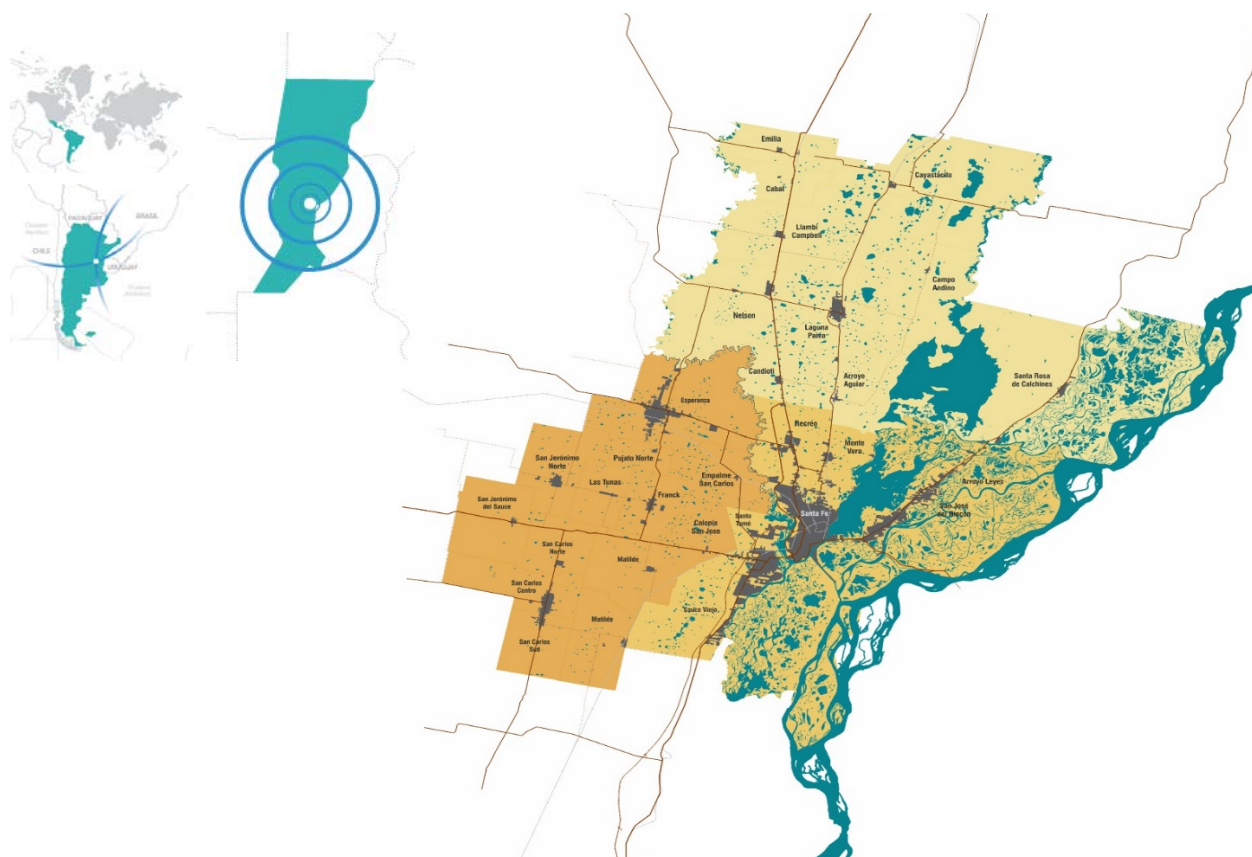 PARAGUAY
BRASIL
CHILE
URUGUAY
Emilia
Cabal
Cayastacito
Llambí
Campbell
Campo
Andino
Nelson
Laguna
Paiva
Candioti
Arroyo
Aguiar
Santa Rosa
de Calchines
Esperanza
Recreo
Monte
Vera
San Jerónimo
Norte
Pujato Norte
Las Tunas
Empalme
San Carlos
Arroyo Leyes
San Jerónimo
del Sauce
Franck
Santo
Tomé
Santa Fe
San José
del Rincón
Colonia
San José
San Carlos
Norte
Matilde
San Carlos
Centro
Matilde
Sauce Viejo
San Carlos
Sud